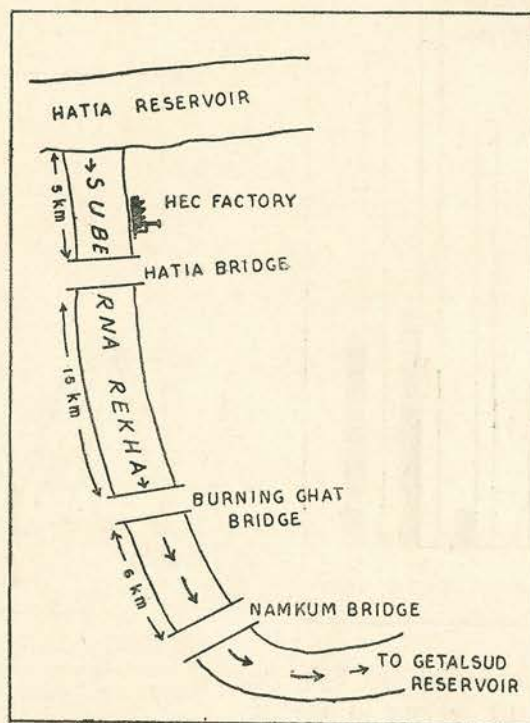 HATIA RESERVOIR
5 km
SUBE
HEC FACTORY
HATIA BRIDGE
RNA REKHA
15 km
BURNING GHAT
BRIDGE
6 km
NAMKUM BRIDGE
TO GETALSUD
RESERVOIR